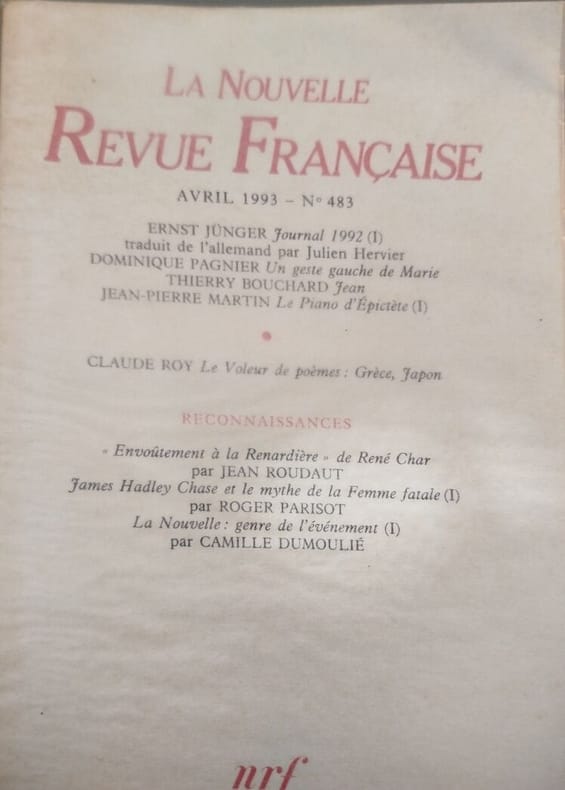 LA NOUVELLE
REVUE FRANÇAISE
AVRIL 1993 – Nº 483
ERNST JÜNGER Journal 1992 (I)
traduit de l'allemand par Julien Hervier
DOMINIQUE PAGNIER Un geste gauche de Marie
THIERRY BOUCHARD Jean
JEAN-PIERRE MARTIN Le Piano d'Épictète (I)
CLAUDE ROY Le Voleur de poèmes : Grèce, Japon
RECONNAISSANCES
« Envoûtement à la Renardière » de René Char
par JEAN ROUDAUT
James Hadley Chase et le mythe de la Femme fatale (I)
par ROGER PARISOT
La Nouvelle : genre de l'événement (I)
par CAMILLE DUMOULIÉ
nrf